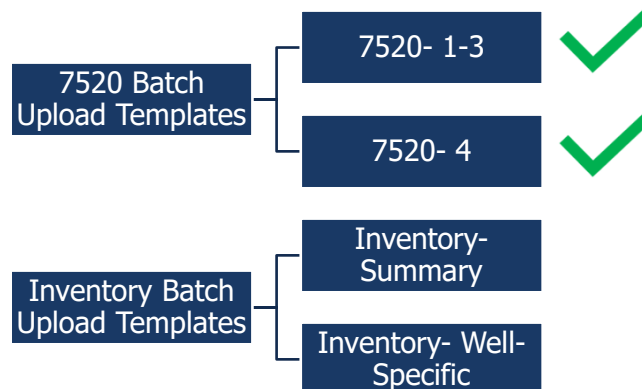 7520- 1-3
7520 Batch
Upload Templates
7520- 4
Inventory-
Summary
Inventory Batch
Upload Templates
Inventory- Well-
Specific